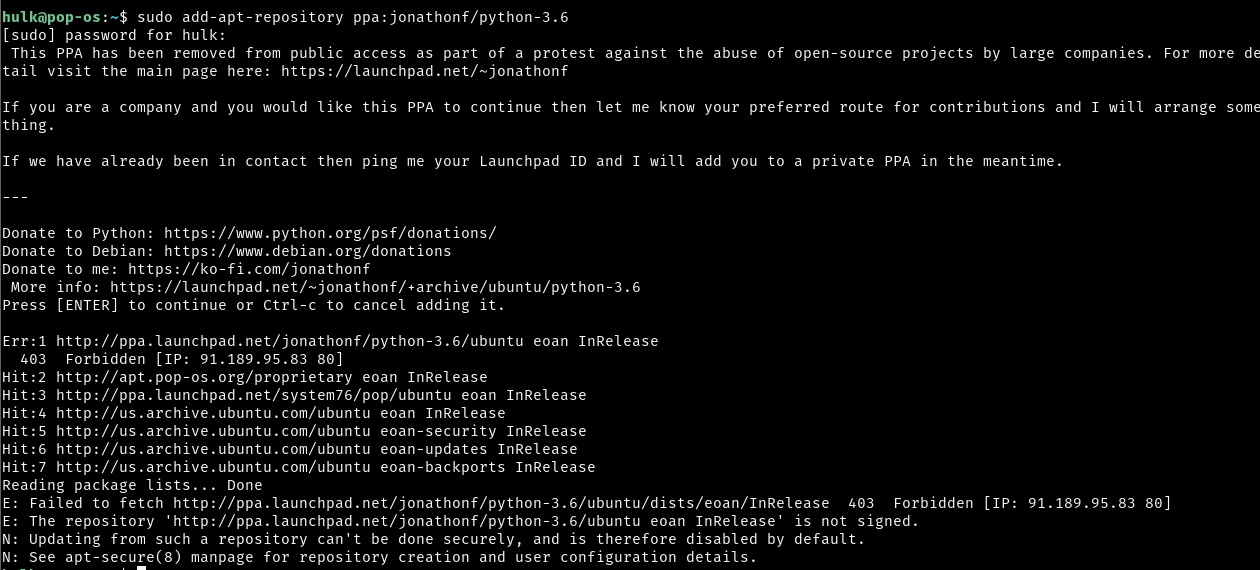 hulk@pop-os:~$ sudo add-apt-repository ppa:jonathonf/python-3.6
[sudo] password for hulk:
 This PPA has been removed from public access as part of a protest against the abuse of open-source projects by large companies. For more de
tail visit the main page here: https://launchpad.net/~jonathonf
If you are a company and you would like this PPA to continue then let me know your preferred route for contributions and I will arrange some
thing.
If we have already been in contact then ping me your Launchpad ID and I will add you to a private PPA in the meantime.
---
Donate to Python: https://www.python.org/psf/donations/
Donate to Debian: https://www.debian.org/donations
Donate to me: https://ko-fi.com/jonathonf
 More info: https://launchpad.net/~jonathonf/+archive/ubuntu/python-3.6
Press [ENTER] to continue or Ctrl-c to cancel adding it.
Err:1 http://ppa.launchpad.net/jonathonf/python-3.6/ubuntu eoan InRelease
  403  Forbidden [IP: 91.189.95.83 80]
Hit:2 http://apt.pop-os.org/proprietary eoan InRelease
Hit:3 http://ppa.launchpad.net/system76/pop/ubuntu eoan InRelease
Hit:4 http://us.archive.ubuntu.com/ubuntu eoan InRelease
Hit:5 http://us.archive.ubuntu.com/ubuntu eoan-security InRelease
Hit:6 http://us.archive.ubuntu.com/ubuntu eoan-updates InRelease
Hit:7 http://us.archive.ubuntu.com/ubuntu eoan-backports InRelease
Reading package lists... Done
E: Failed to fetch http://ppa.launchpad.net/jonathonf/python-3.6/ubuntu/dists/eoan/InRelease  403  Forbidden [IP: 91.189.95.83 80]
E: The repository 'http://ppa.launchpad.net/jonathonf/python-3.6/ubuntu eoan InRelease' is not signed.
N: Updating from such a repository can't be done securely, and is therefore disabled by default.
N: See apt-secure(8) manpage for repository creation and user configuration details.